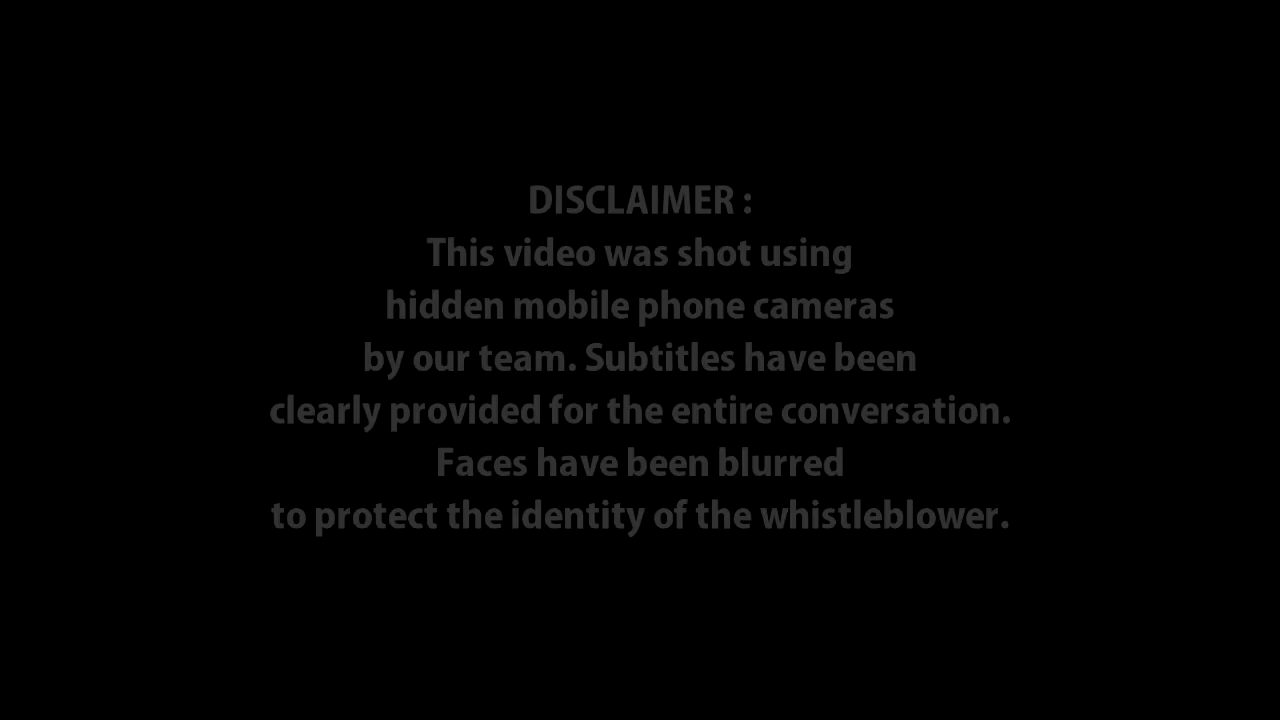 DISCLAIMER :
This video was shot using
hidden mobile phone cameras
by our team. Subtitles have been
clearly provided for the entire conversation.
Faces have been blurred
to protect the identity of the whistleblower.